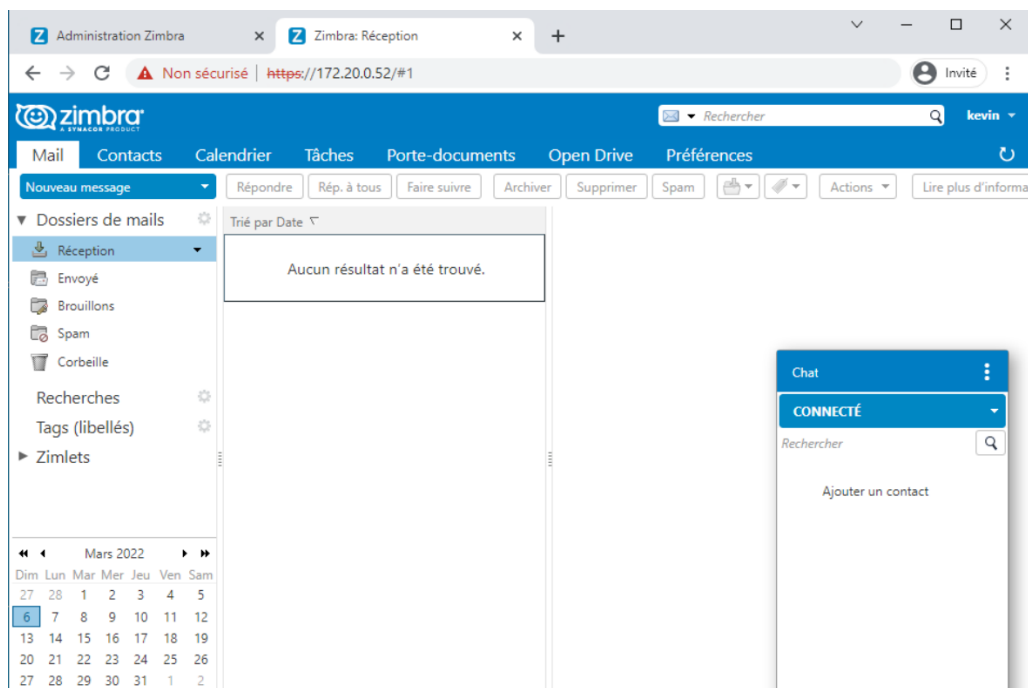 Administration Zimbra
Zimbra: Réception
Non sécurisé | https://172.20.0.52/#1
Invité
zimbra
A SYNACOR PRODUCT
Rechercher
kevin
Mail Contacts Calendrier Tâches Porte-documents Open Drive Préférences
Nouveau message
Répondre Rép. à tous Faire suivre Archiver Supprimer Spam Actions Lire plus d'informa
Dossiers de mails
Réception
Envoyé
Brouillons
Spam
Corbeille
Recherches
Tags (libellés)
Zimlets
Trié par Date
Aucun résultat n'a été trouvé.
Chat
CONNECTÉ
Rechercher
Ajouter un contact
Mars 2022
Dim Lun Mar Mer Jeu Ven Sam
27 28 1 2 3 4 5
6 7 8 9 10 11 12
13 14 15 16 17 18 19
20 21 22 23 24 25 26
27 28 29 30 31 1 2